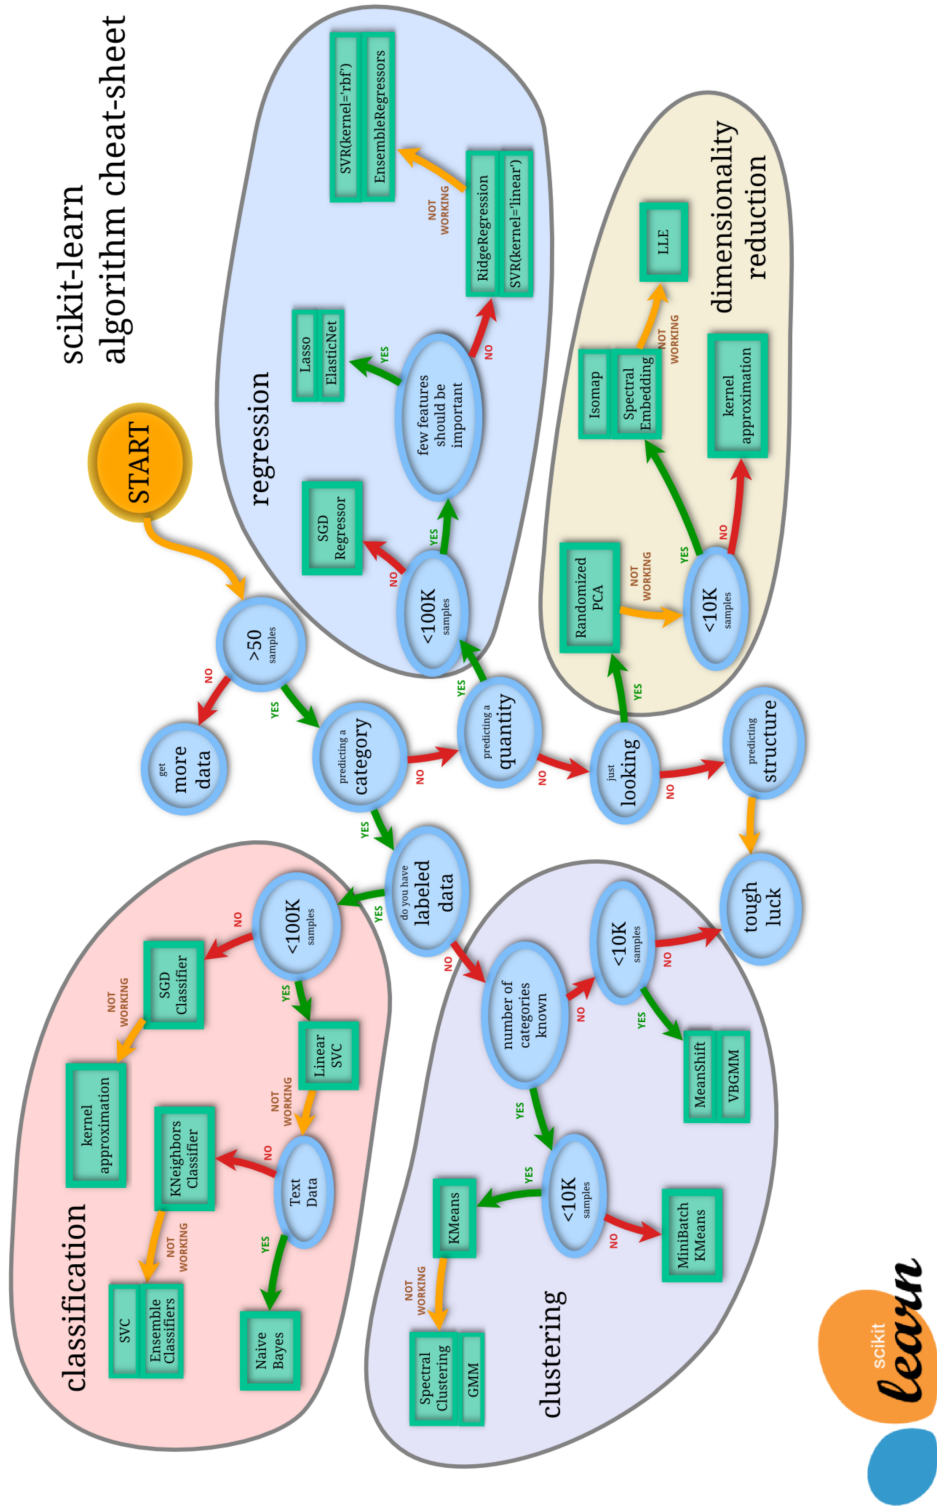 scikit-learn
algorithm cheat-sheet
classification
kernel
approximation
NOT
WORKING
SGD
Classifier
NO
SVC
Ensemble
Classifiers
NOT
WORKING
KNeighbors
Classifier
NO
YES
Naive
Bayes
Text
Data
NOT
WORKING
Linear
SVC
YES
<100K
samples
YES
get
more
data
NO
>50
samples
START
YES
predicting a
category
YES
NO
do you have
labeled
data
NO
predicting a
quantity
YES
NO
just
looking
YES
NO
predicting
structure
tough
luck
regression
SGD
Regressor
NO
<100K
samples
YES
Lasso
ElasticNet
YES
few features
should be
important
NO
SVR(kernel='rbf')
EnsembleRegressors
NOT
WORKING
RidgeRegression
SVR(kernel='linear')
clustering
Spectral
Clustering
GMM
NOT
WORKING
KMeans
YES
<10K
samples
YES
NO
MiniBatch
KMeans
number of
categories
known
NO
<10K
samples
YES
NO
MeanShift
VBGMM
dimensionality
reduction
Randomized
PCA
NOT
WORKING
<10K
samples
YES
NO
Isomap
Spectral
Embedding
NOT
WORKING
LLE
kernel
approximation
scikit
learn